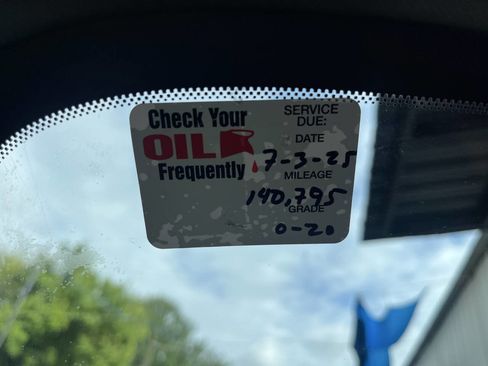 Check Your
OIL
Frequently
SERVICE
DUE:
DATE
7-3-25
MILEAGE
140,795
GRADE
0-20